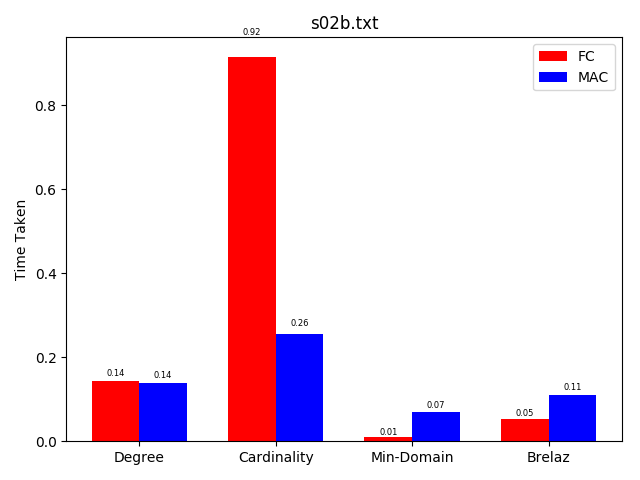 s02b.txt
0.92
FC
MAC
0.8
0.6
0.4
0.2
0.0
Time Taken
0.14
0.14
0.26
0.01
0.07
0.05
0.11
Degree
Cardinality
Min-Domain
Brelaz